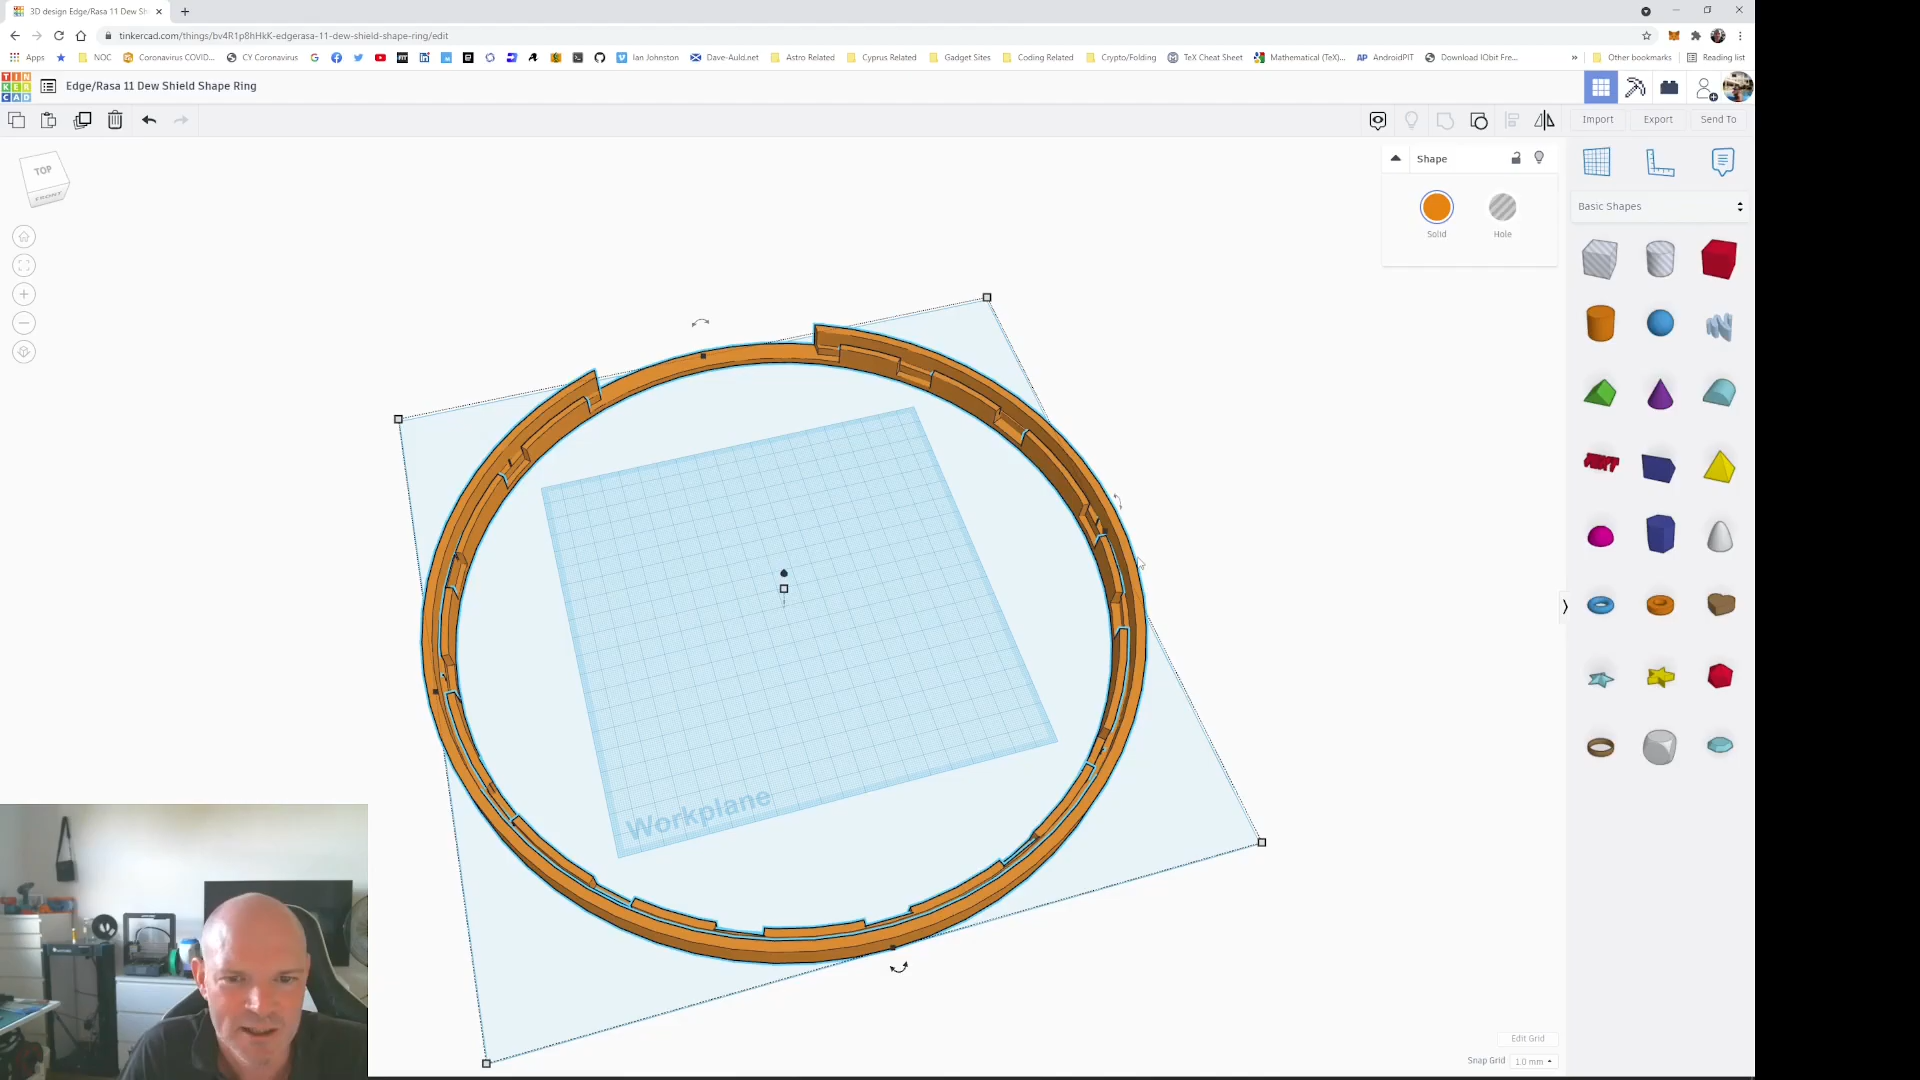 3D design Edge/Rasa 11 Dew Sh
tinkercad.com/things/bv4R1p8hHkK-edgerasa-11-dew-shield-shape-ring/edit
Apps
NOC
Coronavirus COVID...
CY Coronavirus
Ian Johnston
Dave-Auld.net
Astro Related
Cyprus Related
Gadget Sites
Coding Related
Crypto/Folding
TeX Cheat Sheet
Mathematical (TeX)...
AP AndroidPIT
Download IObit Fre...
»
Other bookmarks
Reading list
TIN
KER
CAD
Edge/Rasa 11 Dew Shield Shape Ring
Import
Export
Send To
TOP
FRONT
Shape
Solid
Hole
Basic Shapes
Workplane
Edit Grid
Snap Grid
1.0 mm